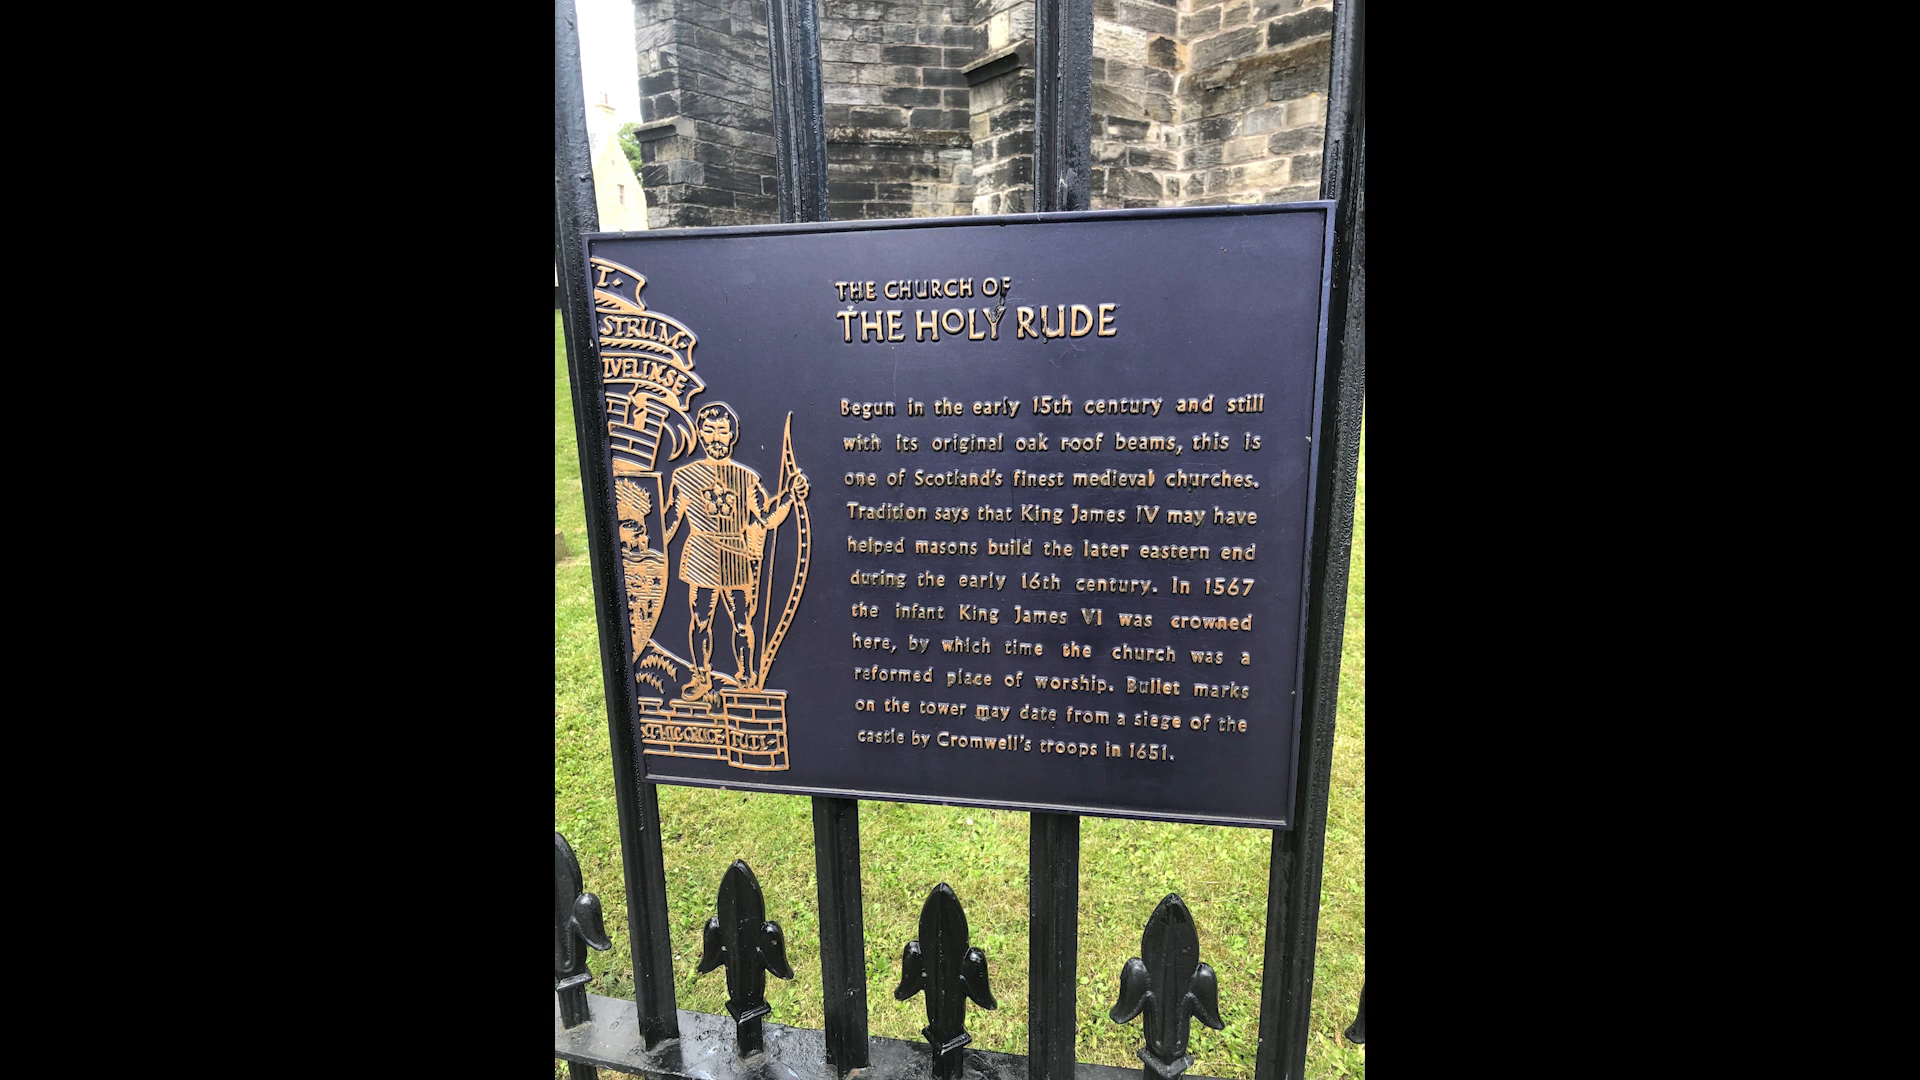 THE CHURCH OF
THE HOLY RUDE
Begun in the early 15th century and still
with its original oak roof beams, this is
one of Scotland's finest medieval churches.
Tradition says that King James IV may have
helped masons build the later eastern end
during the early 16th century. In 1567
the infant King James VI was crowned
here, by which time the church was a
reformed place of worship. Bullet marks
on the tower may date from a siege of the
castle by Cromwell's troops in 1651.
STRUM